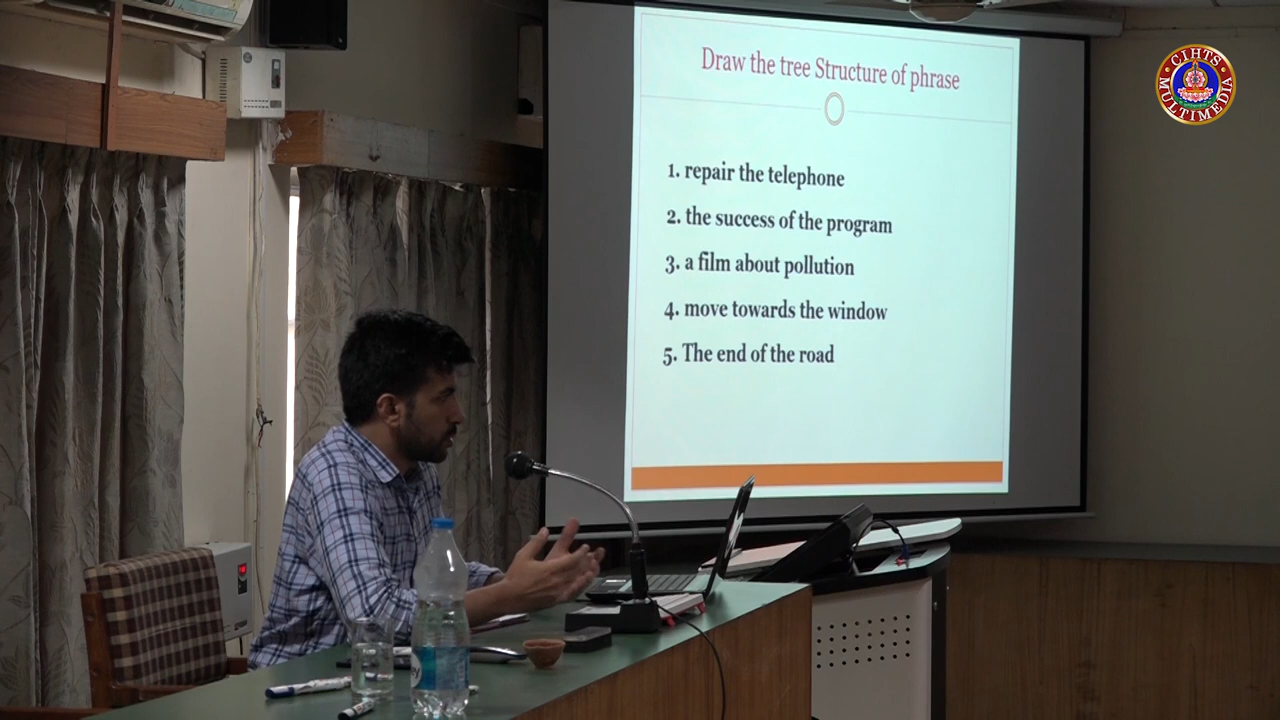 Draw the tree Structure of phrase
1. repair the telephone
2. the success of the program
3. a film about pollution
4. move towards the window
5. The end of the road
CIHTS
MULTIMEDIA